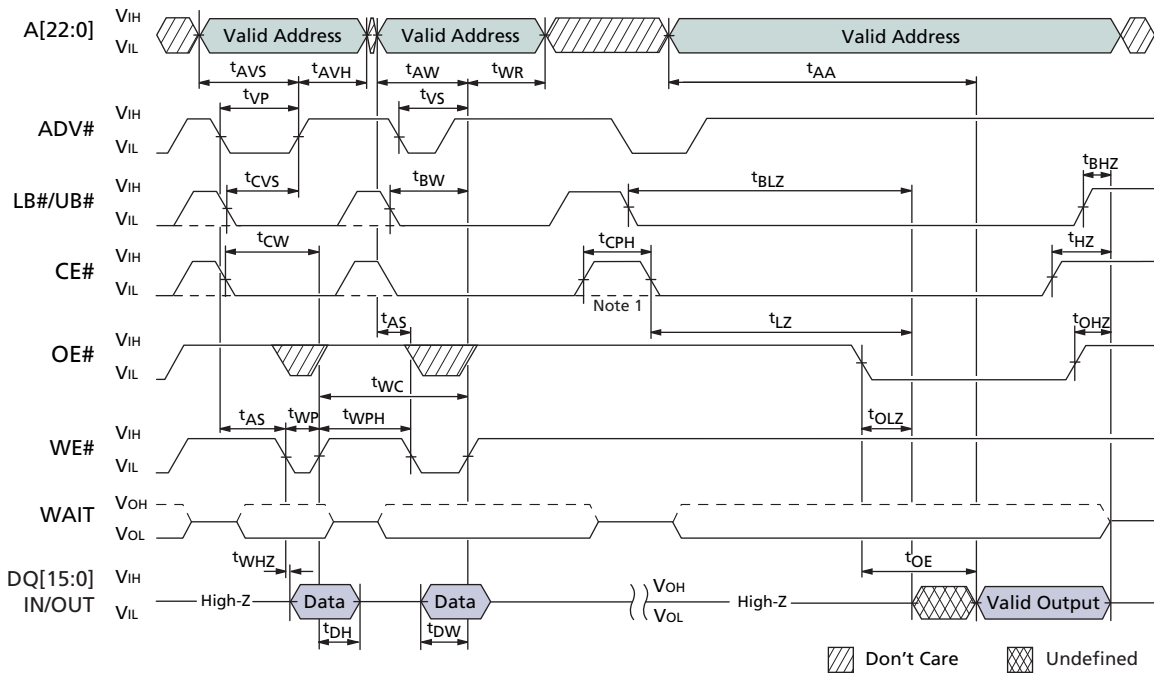 A[22:0] VIH Valid Address Valid Address Valid Address
VIL
tAVS tAVH tAW tWR tAA
tVP tVS
ADV# VIH
VIL
tCVS tBW tBLZ tBHZ
LB#/UB# VIH
VIL
tCW tCPH tHZ
CE# VIH
VIL
Note 1
tAS tLZ tOHZ
OE# VIH
VIL
tWC
tAS tWP tWPH tOLZ
WE# VIH
VIL
WAIT VOH
VOL
tWHZ tOE
DQ[15:0] VIH
IN/OUT VIL
High-Z Data Data VOH
VOL High-Z Valid Output
tDH tDW
Don't Care Undefined